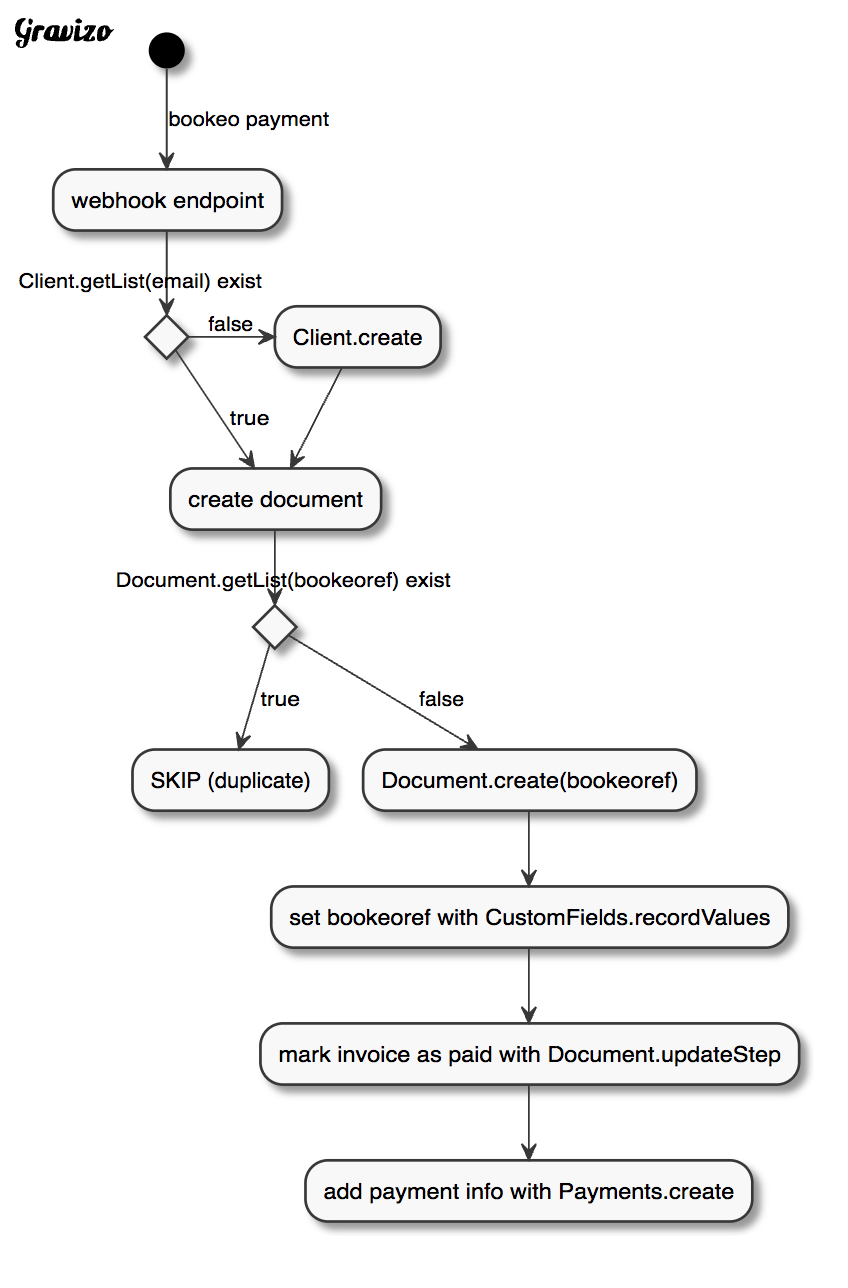 Gravizo
bookeo payment
webhook endpoint
Client.getList(email) exist
false
Client.create
true
create document
Document.getList(bookeoref) exist
true
false
SKIP (duplicate)
Document.create(bookeoref)
set bookeoref with CustomFields.recordValues
mark invoice as paid with Document.updateStep
add payment info with Payments.create